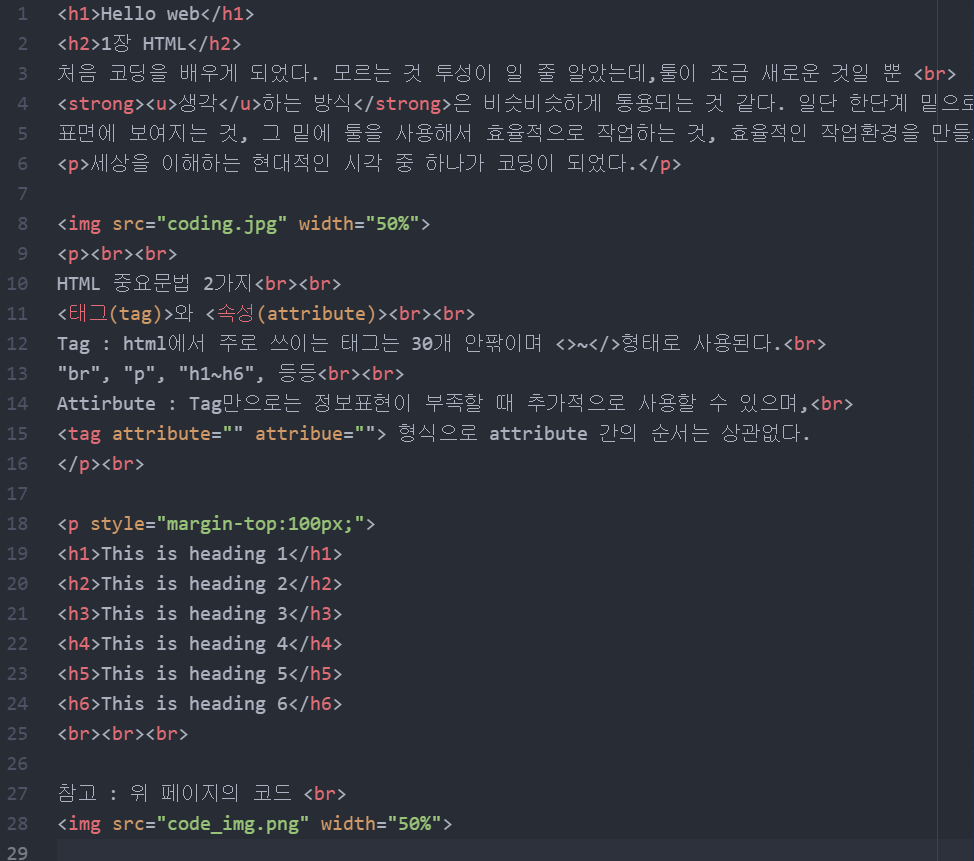 1 <h1>Hello web</h1>
2 <h2>1장 HTML</h2>
3 처음 코딩을 배우게 되었다. 모르는 것 투성이 일 줄 알았는데,툴이 조금 새로운 것일 뿐 <br>
4 <strong><u>생각</u>하는 방식</strong>은 비슷비슷하게 통용되는 것 같다. 일단 한단계 밑으로
5 표면에 보여지는 것, 그 밑에 툴을 사용해서 효율적으로 작업하는 것, 효율적인 작업환경을 만들
6 <p>세상을 이해하는 현대적인 시각 중 하나가 코딩이 되었다.</p>
7
8 <img src="coding.jpg" width="50%">
9 <p><br><br>
10 HTML 중요문법 2가지<br><br>
11 <태그(tag)>와 <속성(attribute)><br><br>
12 Tag : html에서 주로 쓰이는 태그는 30개 안팎이며 <>~</>형태로 사용된다.<br>
13 "br", "p", "h1~h6", 등등<br><br>
14 Attirbute : Tag만으로는 정보표현이 부족할 때 추가적으로 사용할 수 있으며,<br>
15 <tag attribute="" attribue=""> 형식으로 attribute 간의 순서는 상관없다.
16 </p><br>
17
18 <p style="margin-top:100px;">
19 <h1>This is heading 1</h1>
20 <h2>This is heading 2</h2>
21 <h3>This is heading 3</h3>
22 <h4>This is heading 4</h4>
23 <h5>This is heading 5</h5>
24 <h6>This is heading 6</h6>
25 <br><br><br>
26
27 참고 : 위 페이지의 코드 <br>
28 <img src="code_img.png" width="50%">
29